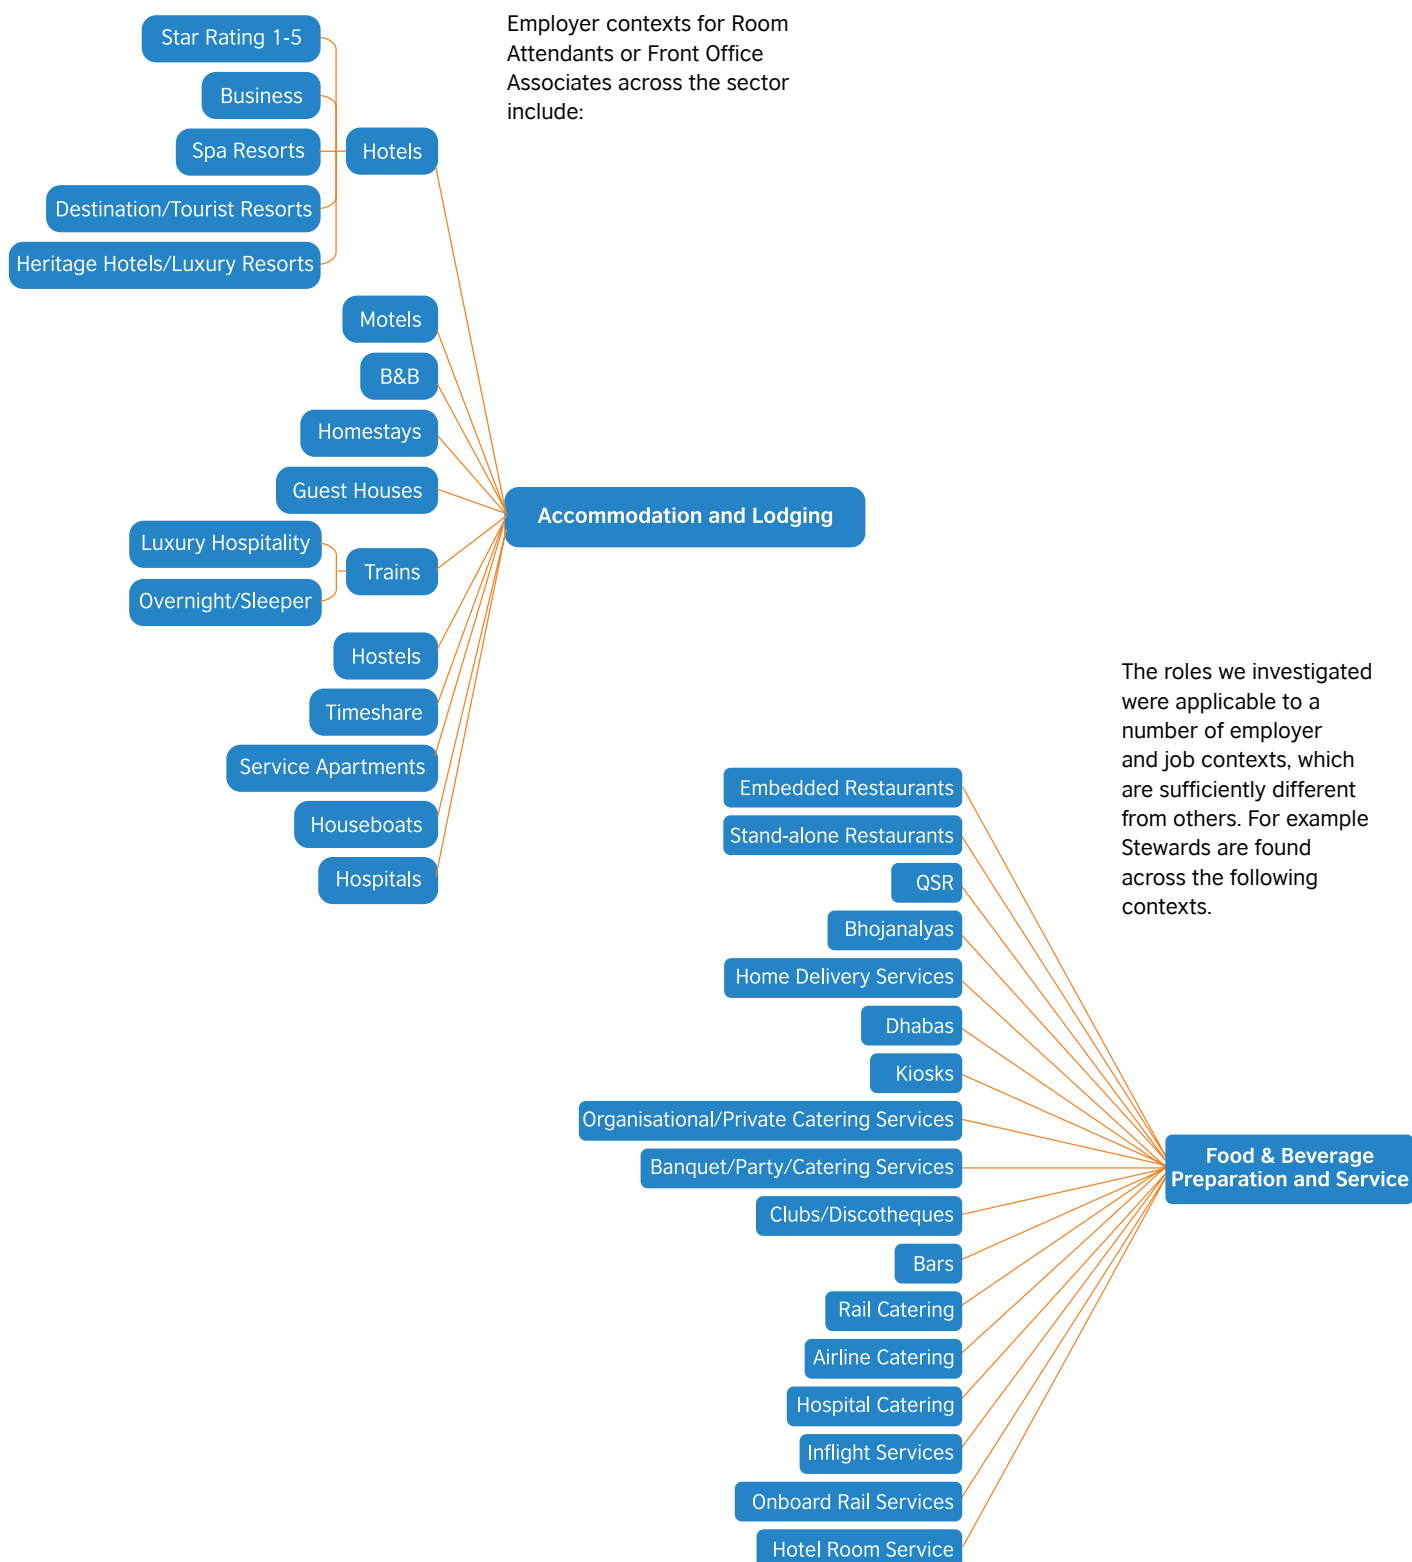 Employer contexts for Room
Attendants or Front Office
Associates across the sector
include:
Star Rating 1-5
Business
Spa Resorts
Destination/Tourist Resorts
Heritage Hotels/Luxury Resorts
Hotels
Motels
B&B
Homestays
Guest Houses
Luxury Hospitality
Overnight/Sleeper
Trains
Hostels
Timeshare
Service Apartments
Houseboats
Hospitals
Accommodation and Lodging
The roles we investigated
were applicable to a
number of employer
and job contexts, which
are sufficiently different
from others. For example
Stewards are found
across the following
contexts.
Embedded Restaurants
Stand-alone Restaurants
QSR
Bhojanalyas
Home Delivery Services
Dhabas
Kiosks
Organisational/Private Catering Services
Banquet/Party/Catering Services
Clubs/Discotheques
Bars
Rail Catering
Airline Catering
Hospital Catering
Inflight Services
Onboard Rail Services
Hotel Room Service
Food & Beverage
Preparation and Service